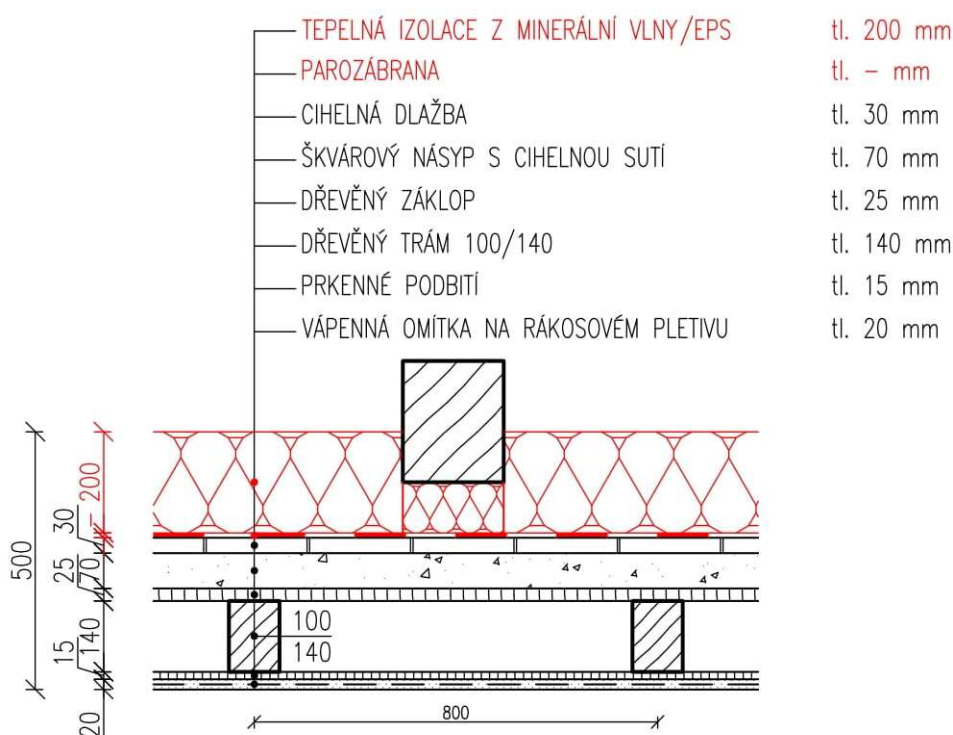 TEPELNÁ IZOLACE Z MINERÁLNÍ VLNY/EPS tl. 200 mm
PAROZÁBRANA tl. – mm
CIHELNÁ DLAŽBA tl. 30 mm
ŠKVÁROVÝ NÁSYP S CIHELNOU SUTÍ tl. 70 mm
DŘEVĚNÝ ZÁKLOP tl. 25 mm
DŘEVĚNÝ TRÁM 100/140 tl. 140 mm
PRKENNÉ PODBITÍ tl. 15 mm
VÁPENNÁ OMÍTKA NA RÁKOSOVÉM PLETIVU tl. 20 mm
500
– 200
30
70
25
140
15
20
100
140
800